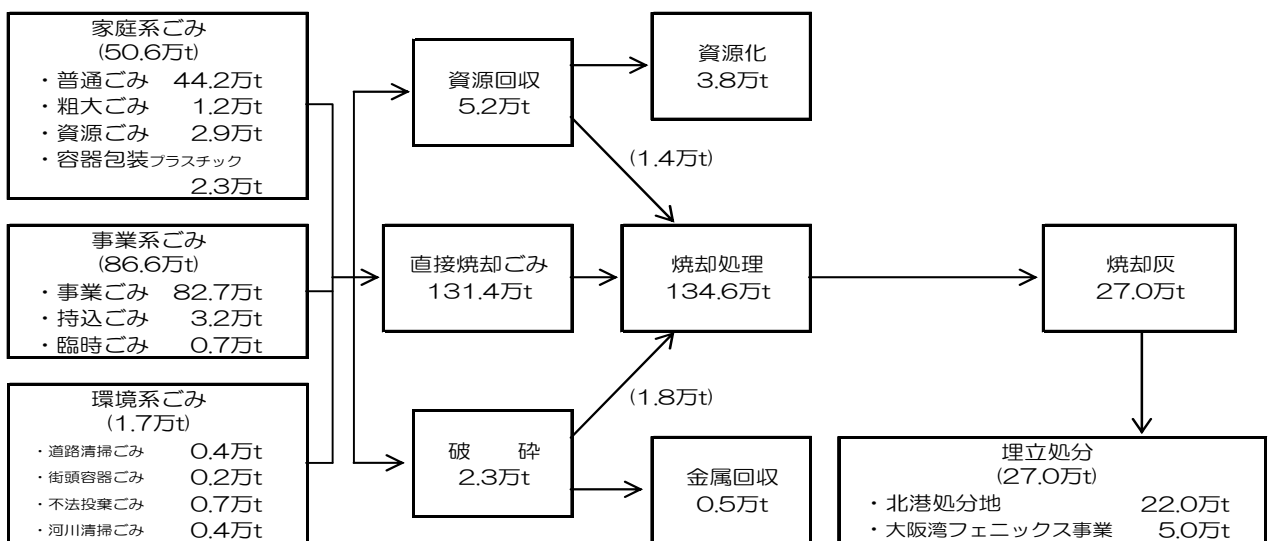 家庭系ごみ
(50.6万t)
・普通ごみ 44.2万t
・粗大ごみ 1.2万t
・資源ごみ 2.9万t
・容器包装プラスチック
2.3万t
事業系ごみ
(86.6万t)
・事業ごみ 82.7万t
・持込ごみ 3.2万t
・臨時ごみ 0.7万t
環境系ごみ
(1.7万t)
・道路清掃ごみ 0.4万t
・街頭容器ごみ 0.2万t
・不法投棄ごみ 0.7万t
・河川清掃ごみ 0.4万t
資源回収
5.2万t
直接焼却ごみ
131.4万t
破 砕
2.3万t
資源化
3.8万t
(1.4万t)
焼却処理
134.6万t
(1.8万t)
金属回収
0.5万t
焼却灰
27.0万t
埋立処分
(27.0万t)
・北港処分地 22.0万t
・大阪湾フェニックス事業 5.0万t